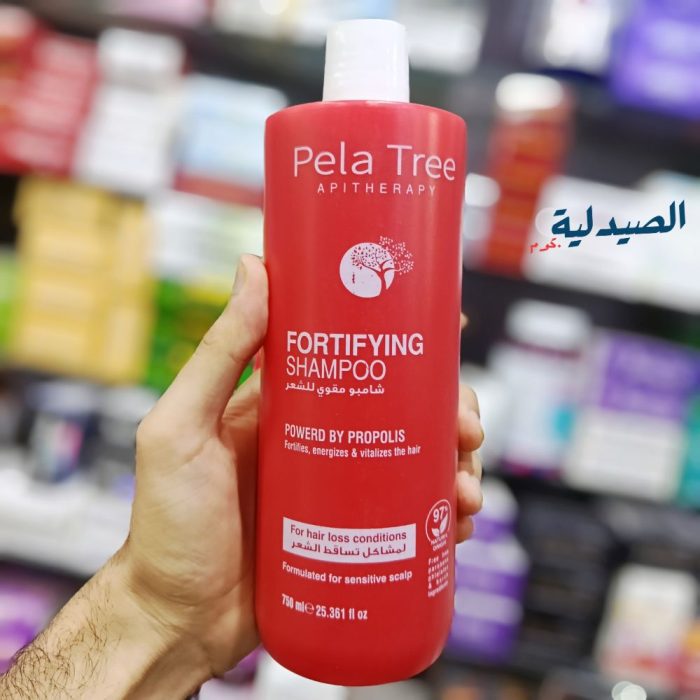 Pela Tree
APITHERAPY
الصيدلية
.كوم
FORTIFYING
SHAMPOO
شامبو مقوي للشعر
POWERD BY PROPOLIS
Fortifies, energizes & vitalizes the hair
97%
For hair loss conditions
لمشاكل تساقط الشعر
Formulated for sensitive scalp
750 ml e 25.361 fl oz